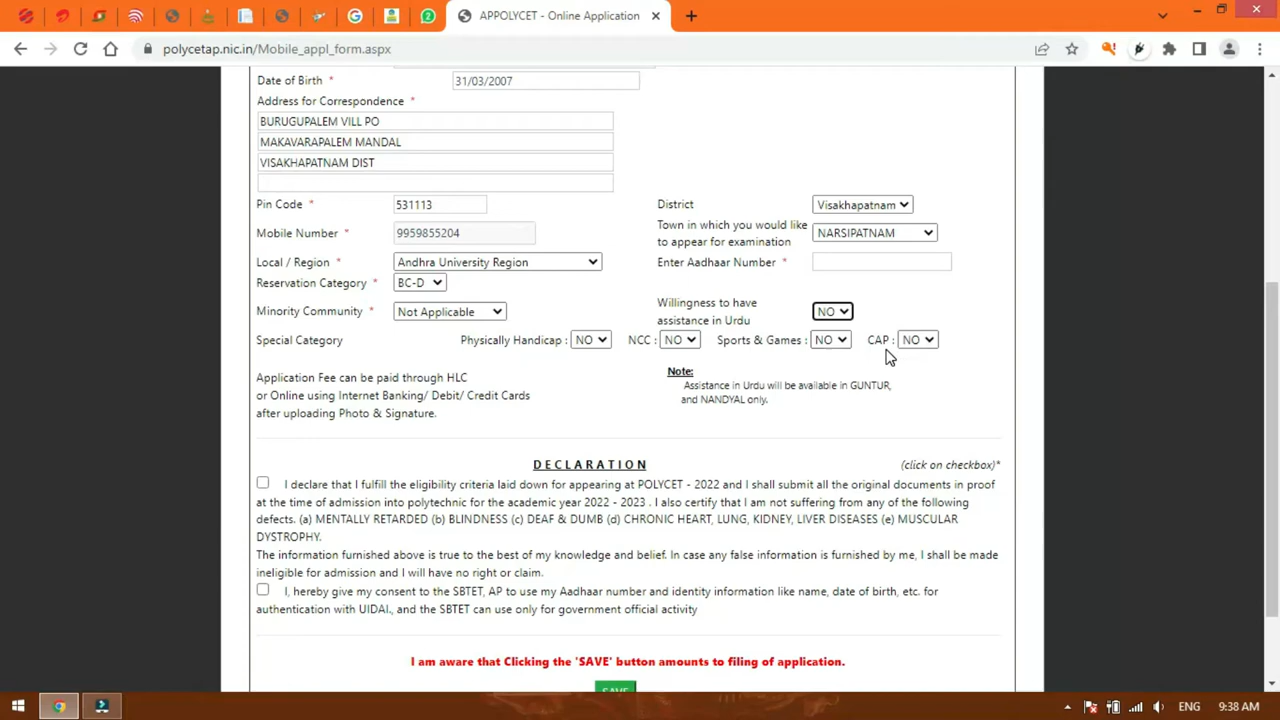 APPOLYCET - Online Application
polycetap.nic.in/Mobile_appl_form.aspx
Date of Birth * 31/03/2007
Address for Correspondence *
BURUGUPALEM VILL PO
MAKAVARAPALEM MANDAL
VISAKHAPATNAM DIST
Pin Code * 531113 District Visakhapatnam
Mobile Number * 9959855204 Town in which you would like to appear for examination NARSIPATNAM
Local / Region * Andhra University Region Enter Aadhaar Number *
Reservation Category * BC-D
Minority Community * Not Applicable Willingness to have assistance in Urdu NO
Special Category Physically Handicap : NO NCC : NO Sports & Games : NO CAP : NO
Application Fee can be paid through HLC
or Online using Internet Banking/ Debit/ Credit Cards
after uploading Photo & Signature.
Note:
Assistance in Urdu will be available in GUNTUR,
and NANDYAL only.
DECLARATION (click on checkbox)*
I declare that I fulfill the eligibility criteria laid down for appearing at POLYCET - 2022 and I shall submit all the original documents in proof
at the time of admission into polytechnic for the academic year 2022 - 2023 . I also certify that I am not suffering from any of the following
defects. (a) MENTALLY RETARDED (b) BLINDNESS (c) DEAF & DUMB (d) CHRONIC HEART, LUNG, KIDNEY, LIVER DISEASES (e) MUSCULAR
DYSTROPHY.
The information furnished above is true to the best of my knowledge and belief. In case any false information is furnished by me, I shall be made
ineligible for admission and I will have no right or claim.
I, hereby give my consent to the SBTET, AP to use my Aadhaar number and identity information like name, date of birth, etc. for
authentication with UIDAI., and the SBTET can use only for government official activity
I am aware that Clicking the 'SAVE' button amounts to filing of application.
SAVE
ENG 9:38 AM